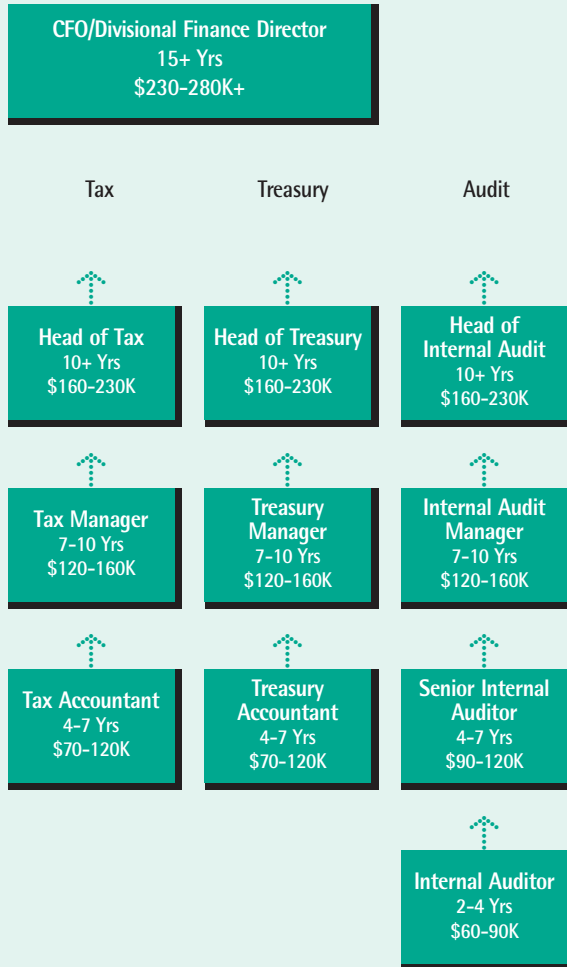 CFO/Divisional Finance Director
15+ Yrs
$230-280K+
Tax
Treasury
Audit
Head of Tax
10+ Yrs
$160-230K
Head of Treasury
10+ Yrs
$160-230K
Head of
Internal Audit
10+ Yrs
$160-230K
Tax Manager
7-10 Yrs
$120-160K
Treasury
Manager
7-10 Yrs
$120-160K
Internal Audit
Manager
7-10 Yrs
$120-160K
Tax Accountant
4-7 Yrs
$70-120K
Treasury
Accountant
4-7 Yrs
$70-120K
Senior Internal
Auditor
4-7 Yrs
$90-120K
Internal Auditor
2-4 Yrs
$60-90K